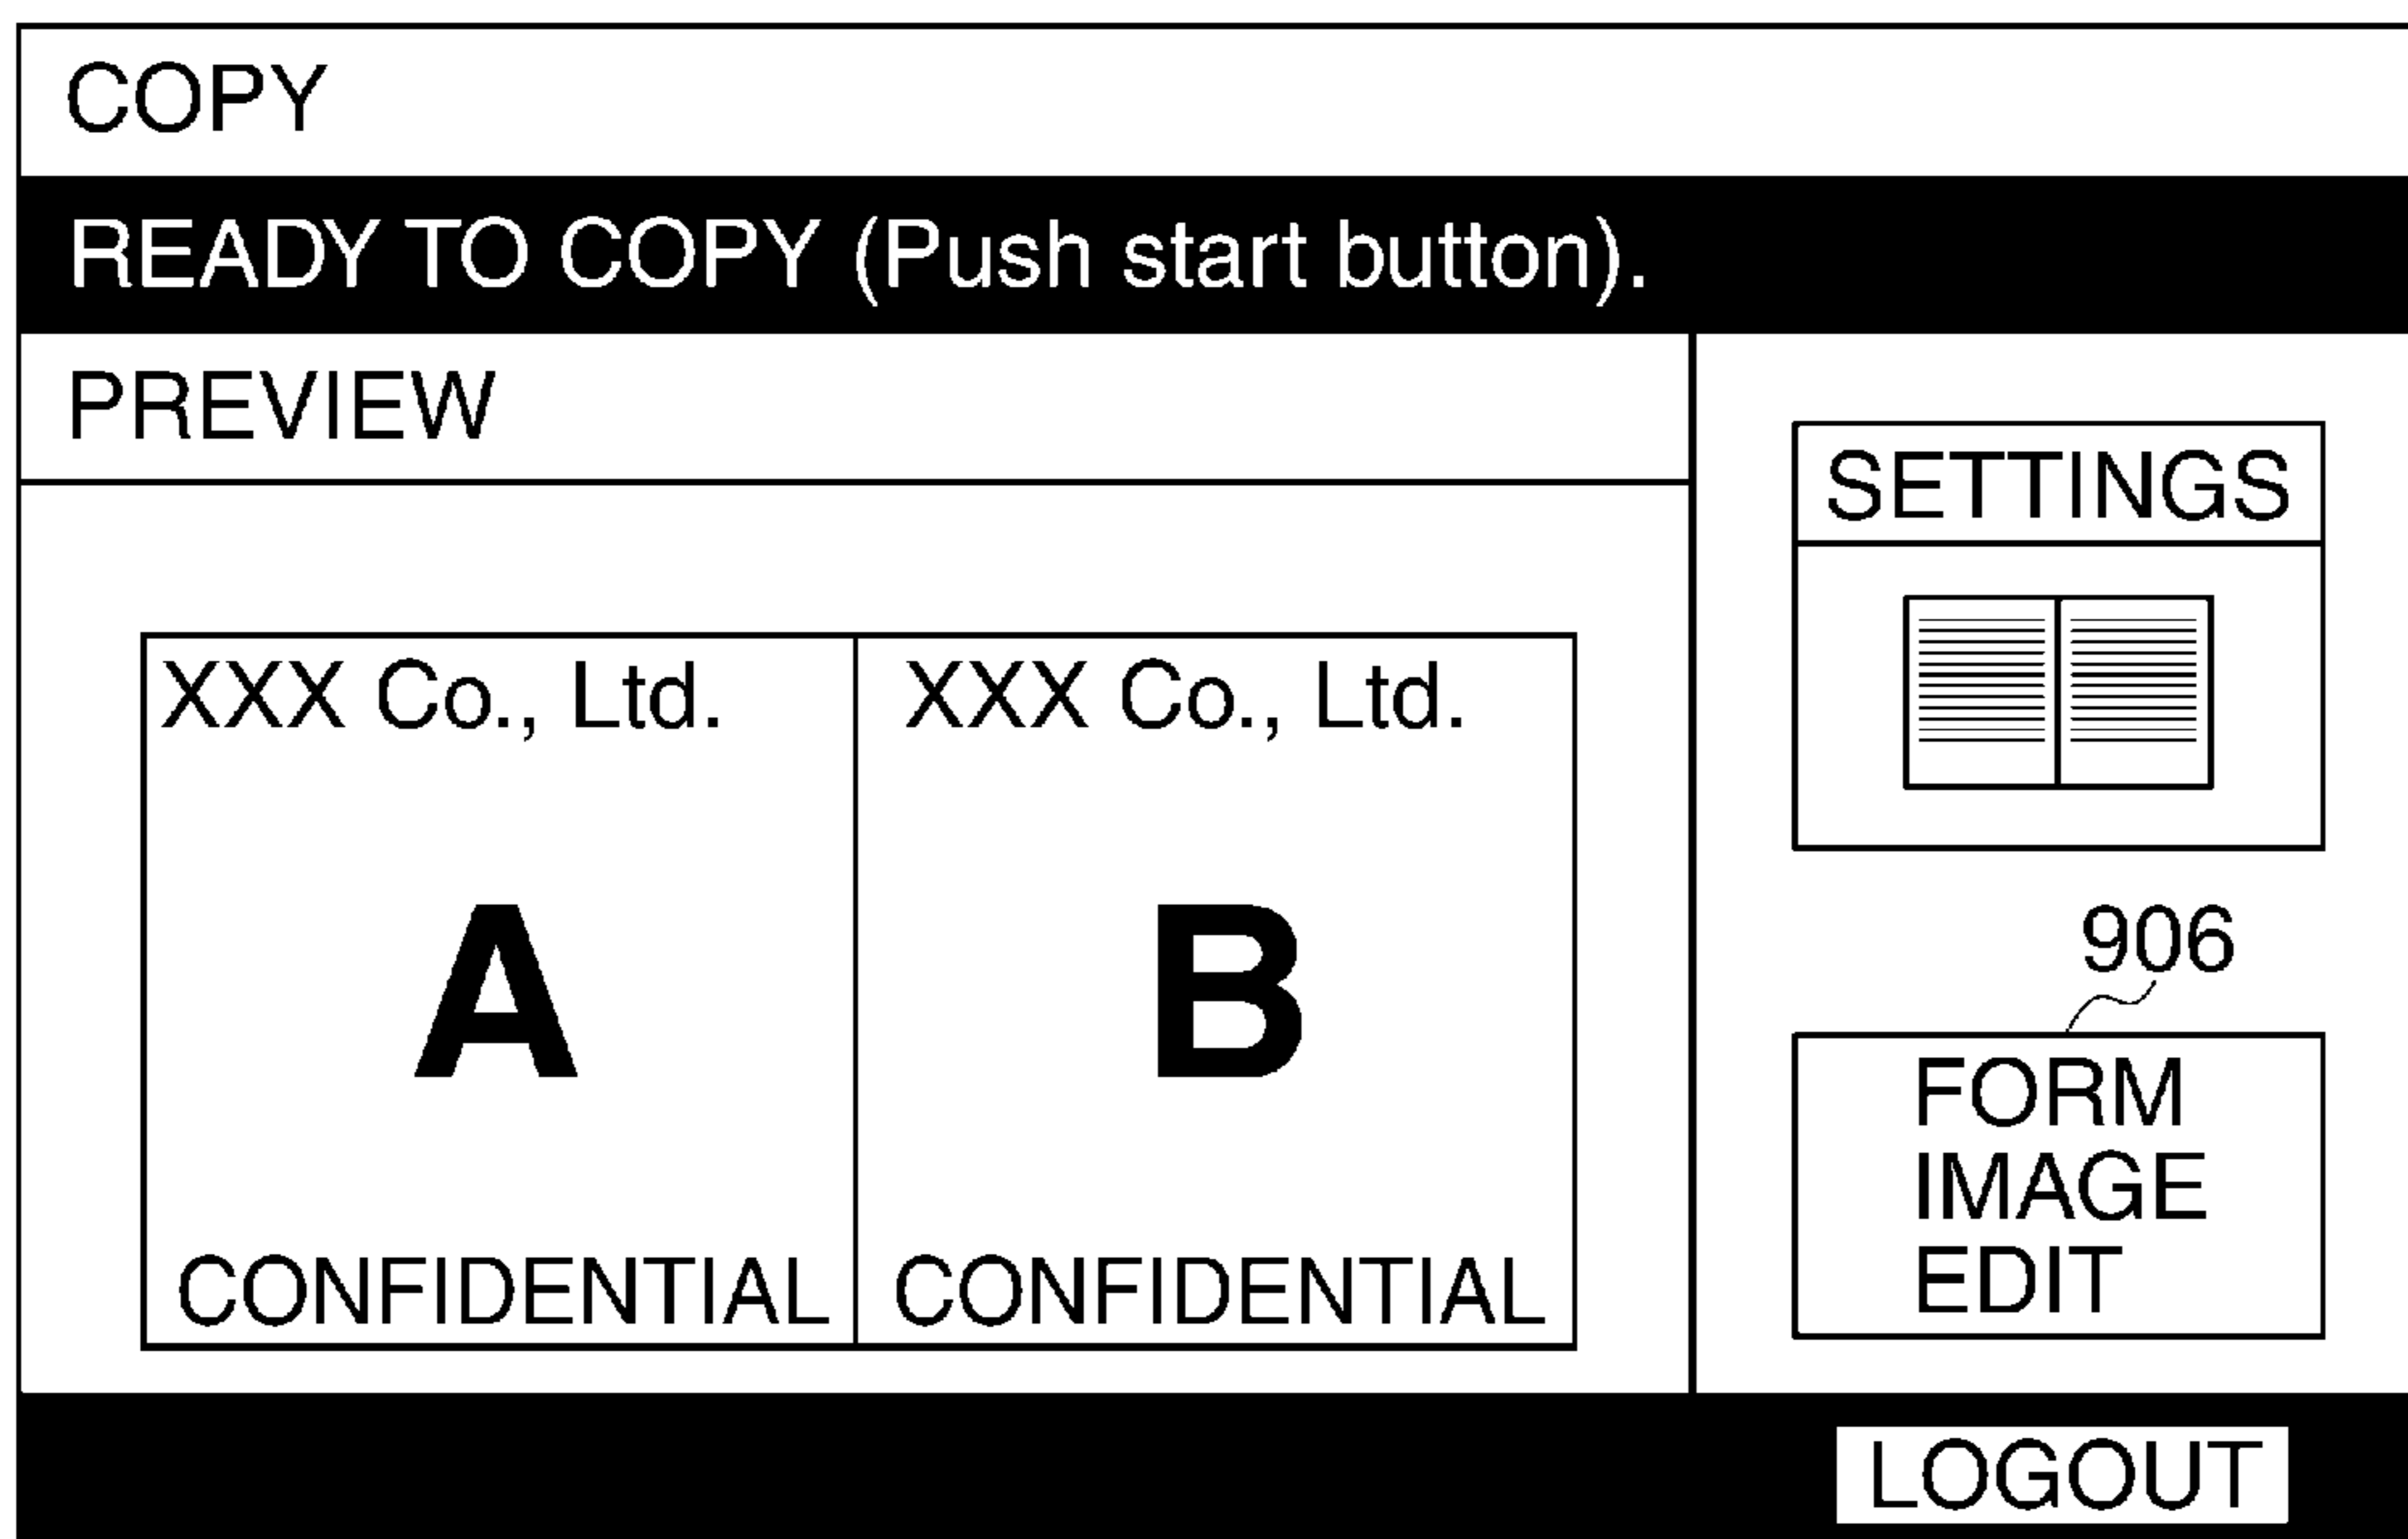 COPY
READY TO COPY (Push start button).
PREVIEW
XXX Co., Ltd.
A
CONFIDENTIAL
XXX Co., Ltd.
B
CONFIDENTIAL
SETTINGS
906
FORM
IMAGE
EDIT
LOGOUT